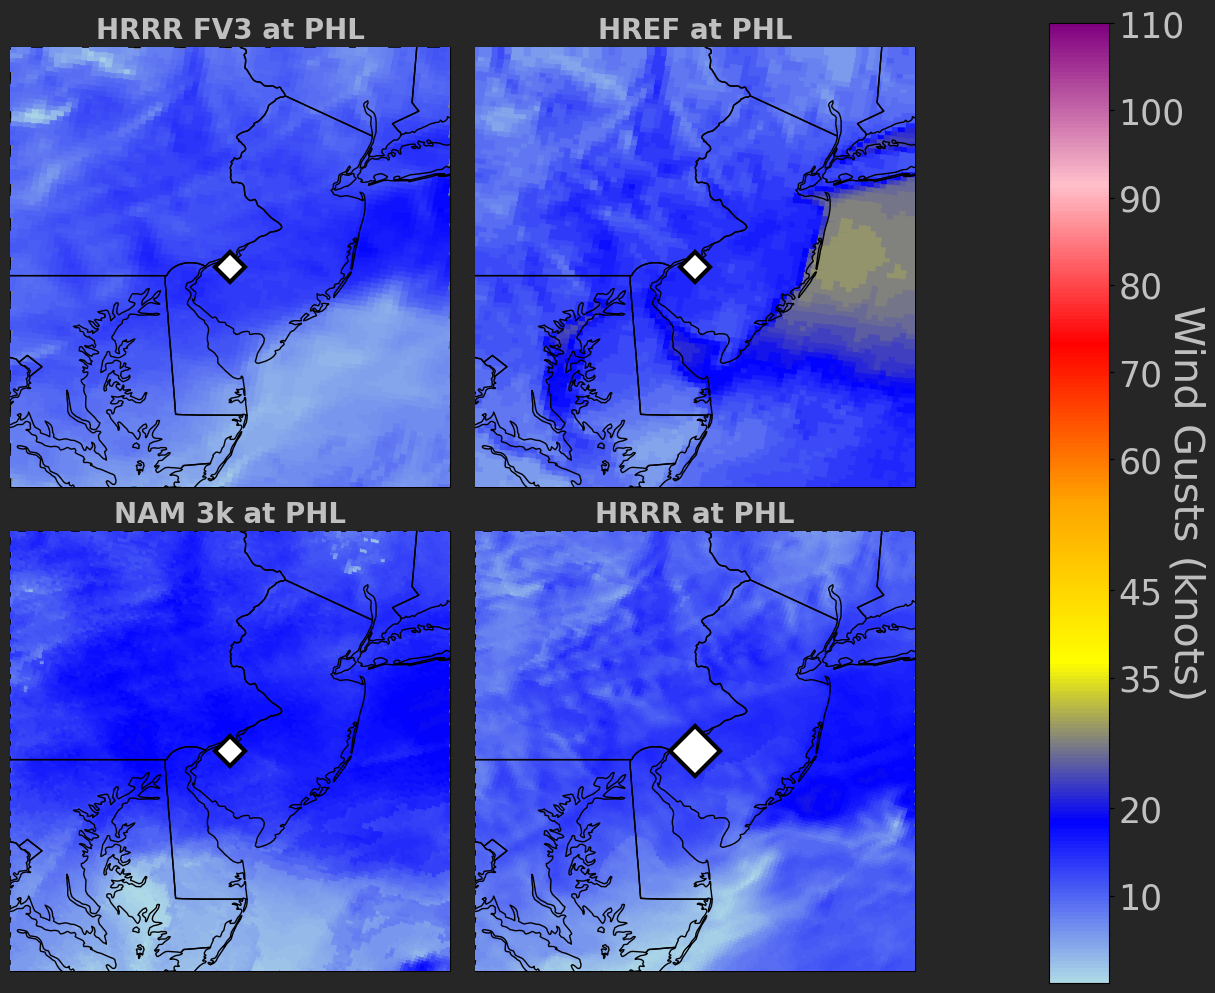 HRRR FV3 at PHL
HREF at PHL
NAM 3k at PHL
HRRR at PHL
110
100
90
80
70
60
45
35
20
10
Wind Gusts (knots)